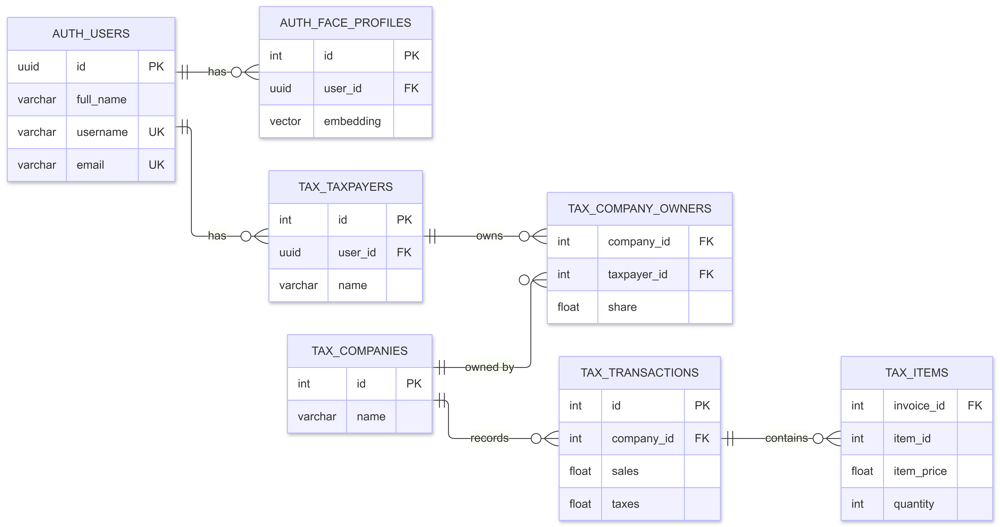 AUTH_USERS
uuid id PK
varchar full_name
varchar username UK
varchar email UK
has
AUTH_FACE_PROFILES
int id PK
uuid user_id FK
vector embedding
has
TAX_TAXPAYERS
int id PK
uuid user_id FK
varchar name
owns
TAX_COMPANY_OWNERS
int company_id FK
int taxpayer_id FK
float share
TAX_COMPANIES
int id PK
varchar name
owned by
records
TAX_TRANSACTIONS
int id PK
int company_id FK
float sales
float taxes
contains
TAX_ITEMS
int invoice_id FK
int item_id
float item_price
int quantity